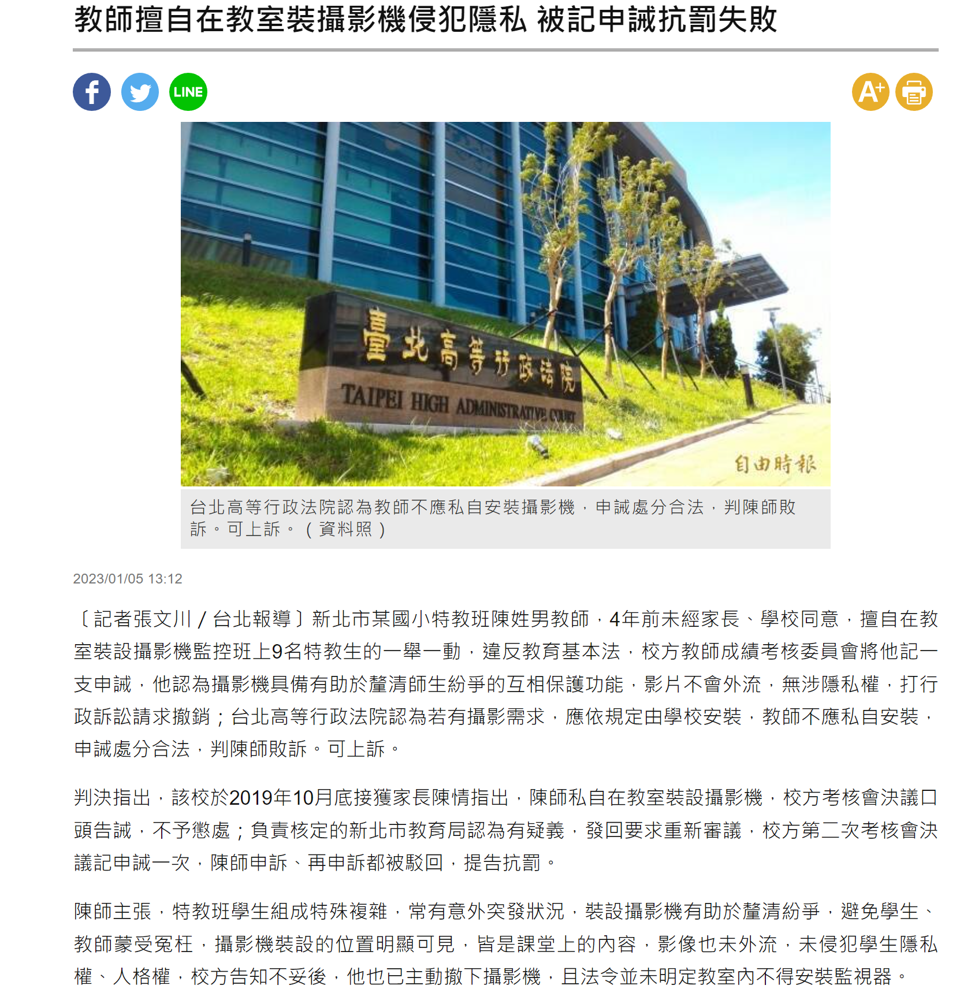 教師擅自在教室裝攝影機侵犯隱私 被記申誡抗罰失敗
f
LINE
A+
臺北高等行政法院
TAIPEI HIGH ADMINISTRATIVE COURT
自由時報
台北高等行政法院認為教師不應私自安裝攝影機，申誡處分合法，判陳師敗
訴。可上訴。（資料照）
2023/01/05 13:12
〔記者張文川／台北報導〕新北市某國小特教班陳姓男教師，4年前未經家長、學校同意，擅自在教
室裝設攝影機監控班上9名特教生的一舉一動，違反教育基本法，校方教師成績考核委員會將他記一
支申誡，他認為攝影機具備有助於釐清師生紛爭的互相保護功能，影片不會外流，無涉隱私權，打行
政訴訟請求撤銷；台北高等行政法院認為若有攝影需求，應依規定由學校安裝，教師不應私自安裝，
申誡處分合法，判陳師敗訴。可上訴。
判決指出，該校於2019年10月底接獲家長陳情指出，陳師私自在教室裝設攝影機，校方考核會決議口
頭告誡，不予懲處；負責核定的新北市教育局認為有疑義，發回要求重新審議，校方第二次考核會決
議記申誡一次，陳師申訴、再申訴都被駁回，提告抗罰。
陳師主張，特教班學生組成特殊複雜，常有意外突發狀況，裝設攝影機有助於釐清紛爭，避免學生、
教師蒙受冤枉，攝影機裝設的位置明顯可見，皆是課堂上的內容，影像也未外流，未侵犯學生隱私
權、人格權，校方告知不妥後，他也已主動撤下攝影機，且法令並未明定教室內不得安裝監視器。